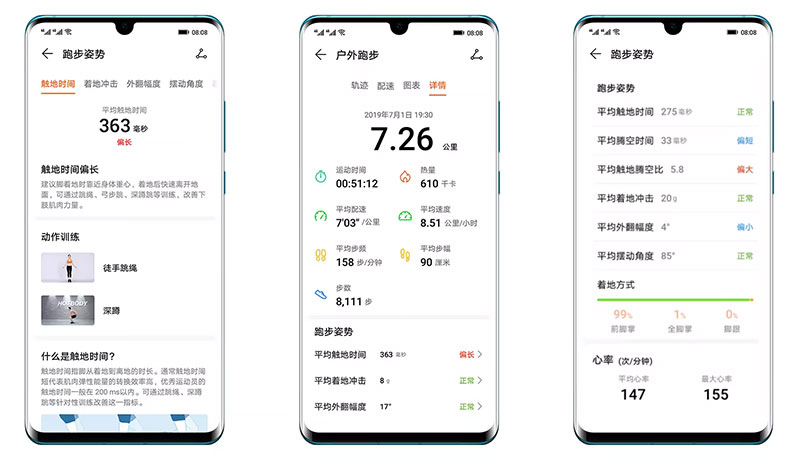 08:08
跑步姿势
触地时间 着地冲击 外翻幅度 摆动角度
平均触地时间
363 毫秒
偏长
触地时间偏长
建议脚着地时靠近身体重心，着地后快速离开地
面，可通过跳绳、弓步跳、深蹲跳等训练，改善下
肢肌肉力量。
动作训练
徒手跳绳
HOT BODY
深蹲
什么是触地时间？
触地时间指脚从着地到离地的时长。通常触地时间
短代表肌肉弹性能量的转换效率高，优秀运动员的
触地时间一般在 200 ms以内。可通过跳绳、深蹲
跳等针对性训练改善这一指标。
08:08
户外跑步
轨迹 配速 图表 详情
2019年7月1日 19:30
7.26 公里
运动时间 热量
00:51:12 610 千卡
平均配速 平均速度
7'03" /公里 8.51 公里/小时
平均步频 平均步幅
158 步/分钟 90 厘米
步数
8,111 步
跑步姿势
平均触地时间 363 毫秒 偏长
平均着地冲击 8 g 正常
平均外翻幅度 17° 正常
08:08
跑步姿势
跑步姿势
平均触地时间 275 毫秒 正常
平均腾空时间 33 毫秒 偏短
平均触地腾空比 5.8 偏大
平均着地冲击 20 g 正常
平均外翻幅度 4° 偏小
平均摆动角度 85° 正常
着地方式
99% 1% 0%
前脚掌 全脚掌 脚跟
心率 (次/分钟)
平均心率 最大心率
147 155